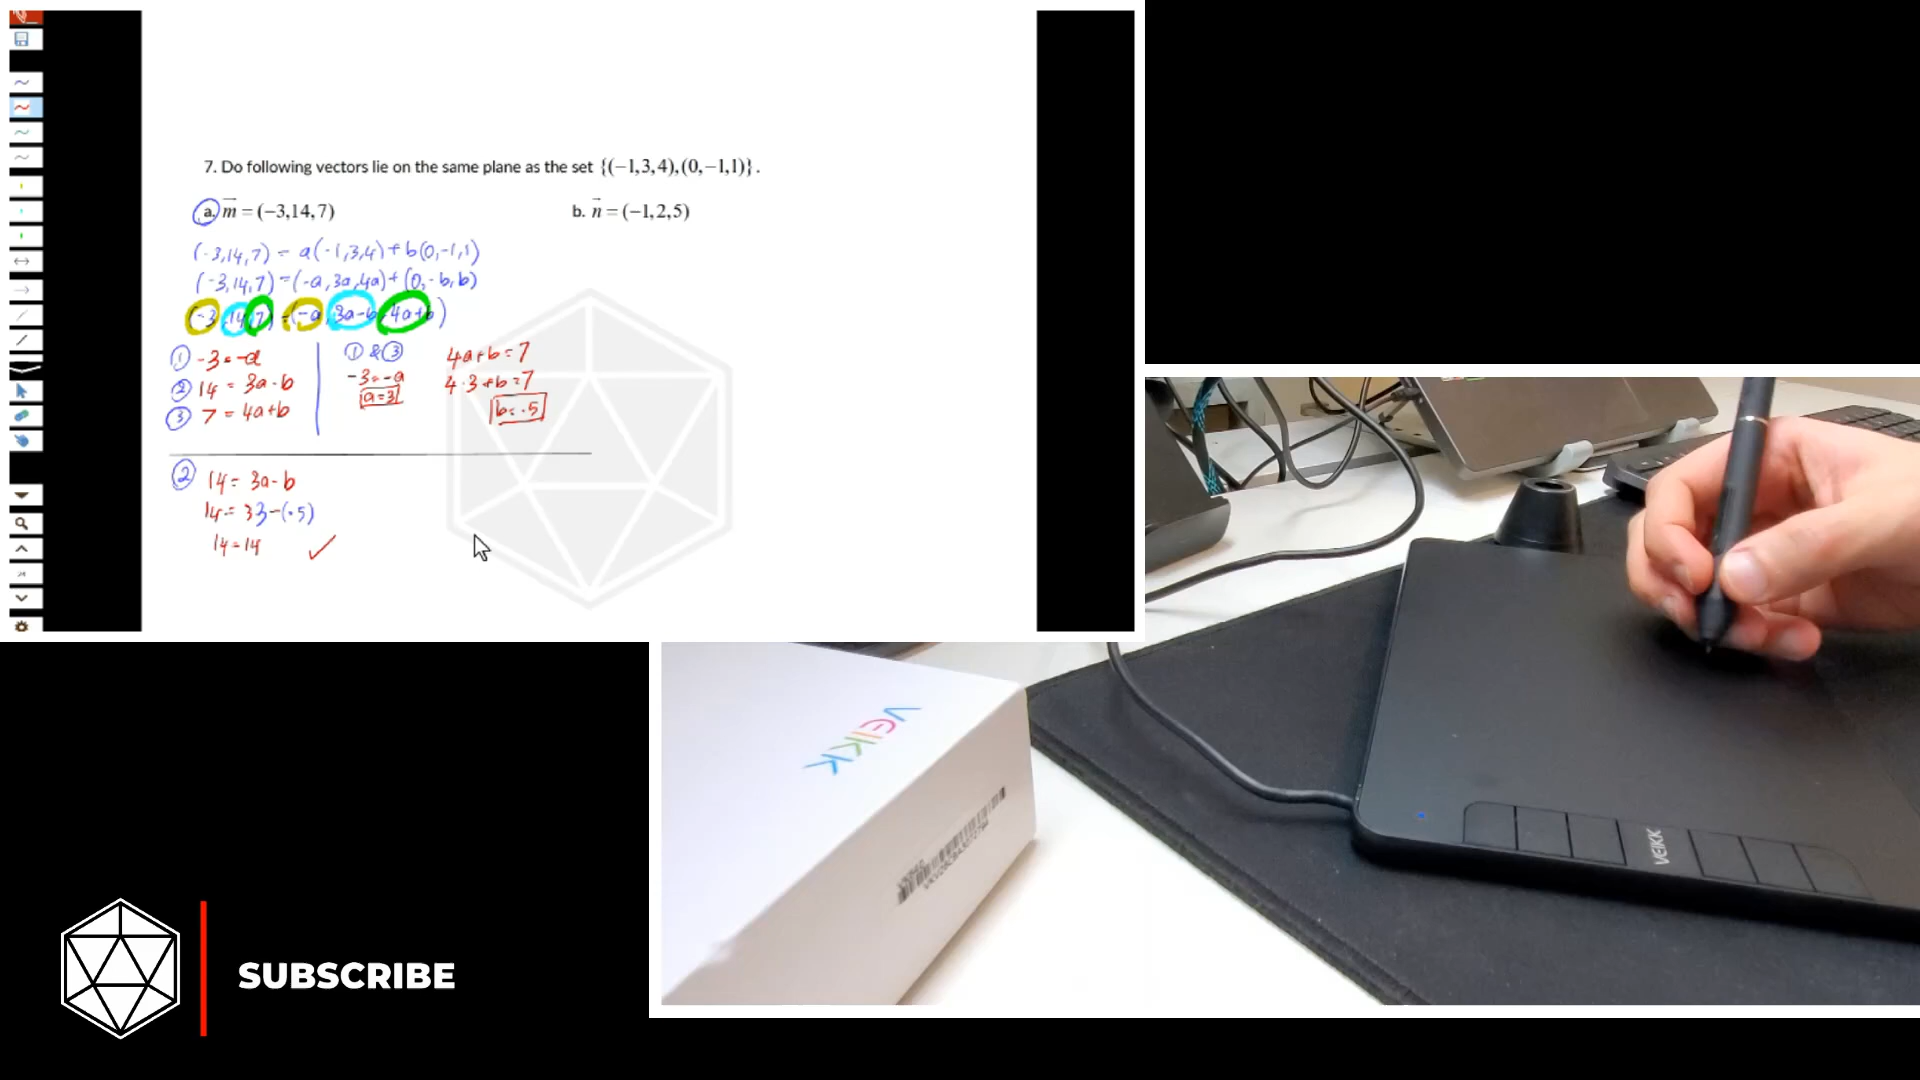 7. Do following vectors lie on the same plane as the set {(−1,3,4),(0,−1,1)}.
a. m = (−3,14,7)
b. n = (−1,2,5)
(-3,14,7) = a(-1,3,4)+b(0,-1,1)
(-3,14,7) = (-a,3a,4a)+(0,-b,b)
(-3,14,7) = (-a,3a-b,4a+b)
① -3=-a
② 14 = 3a-b
③ 7 = 4a+b
① & ③
-3=-a
a=3
4a+b=7
4·3+b=7
b=-5
② 14= 3a-b
14= 33-(-5)
14=14 ✓
VEIKK
VEIKK
SUBSCRIBE